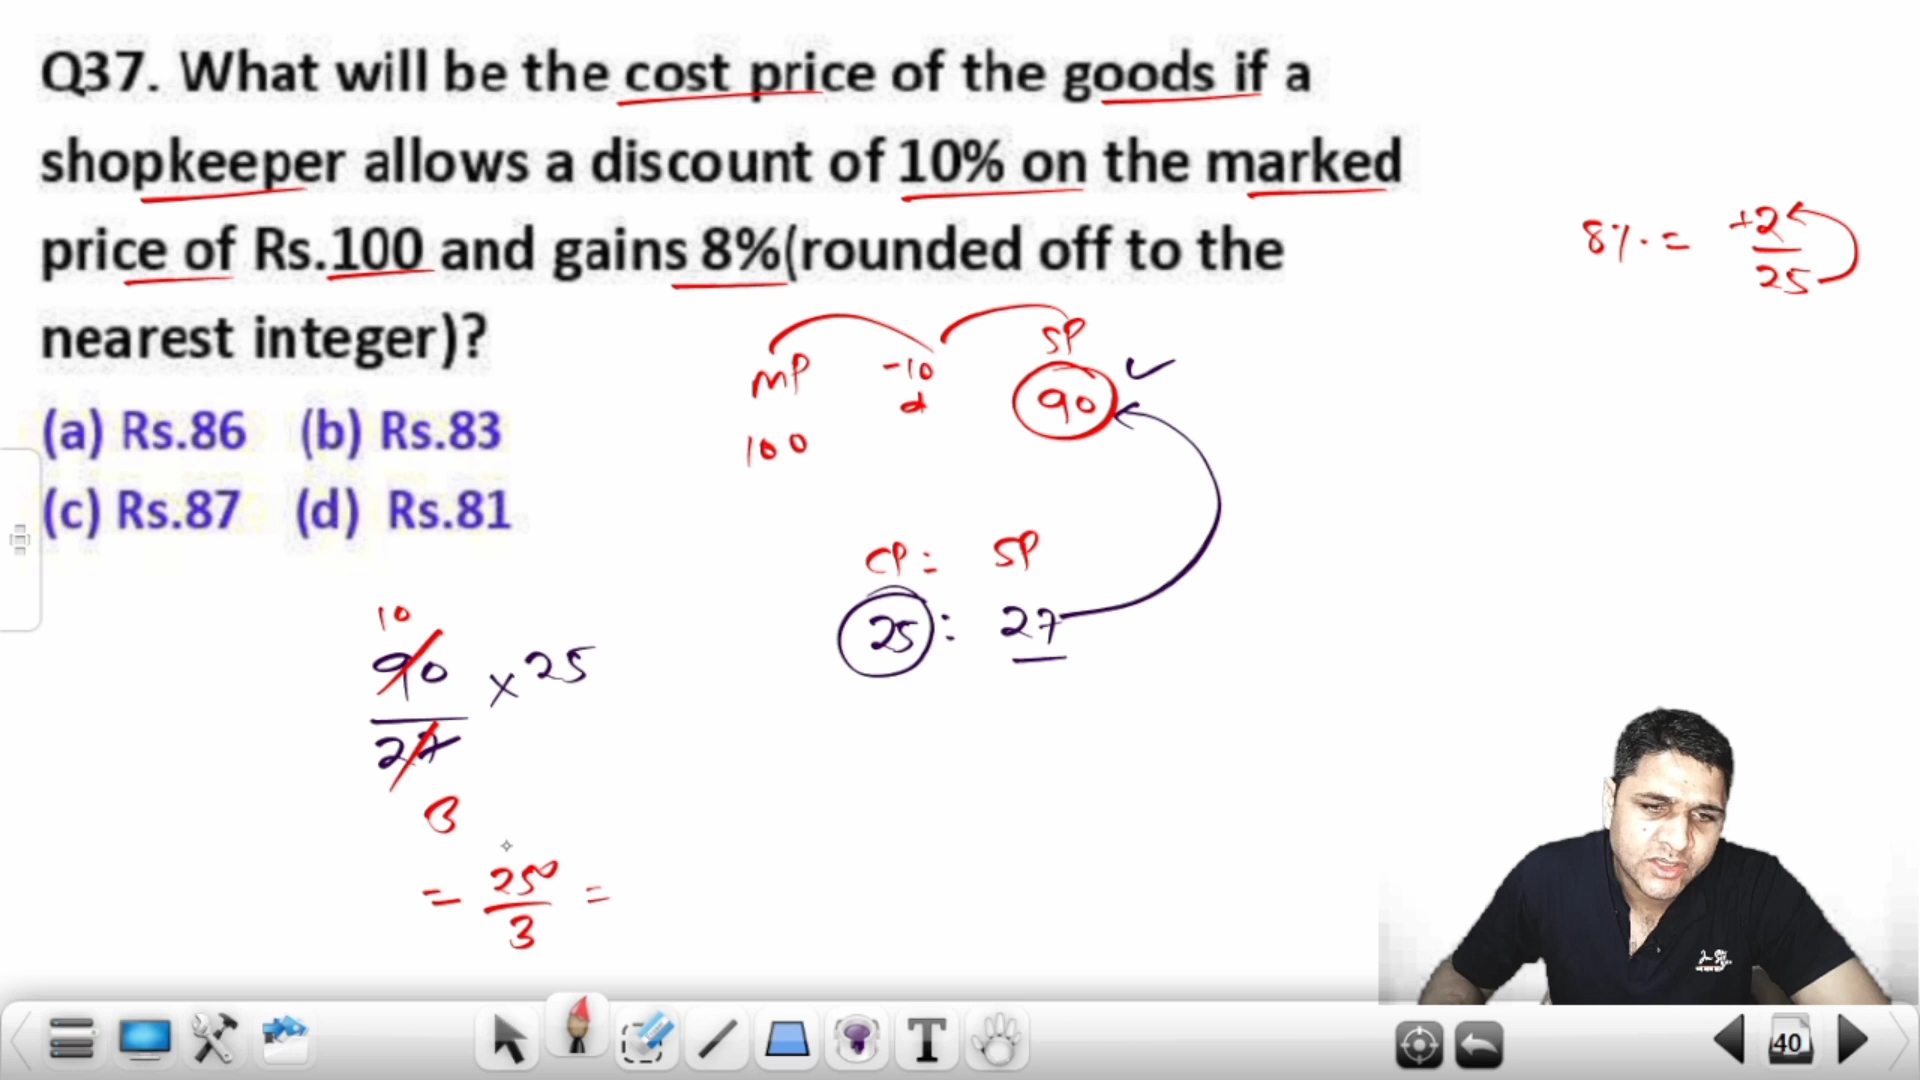 Q37. What will be the cost price of the goods if a
shopkeeper allows a discount of 10% on the marked
price of Rs.100 and gains 8%(rounded off to the
nearest integer)?
(a) Rs.86 (b) Rs.83
(c) Rs.87 (d) Rs.81
8% = +2/25
MP -10 SP
d 90
100
CP : SP
25 : 27
10
90/27 × 25
3
= 250/3 =
T
40